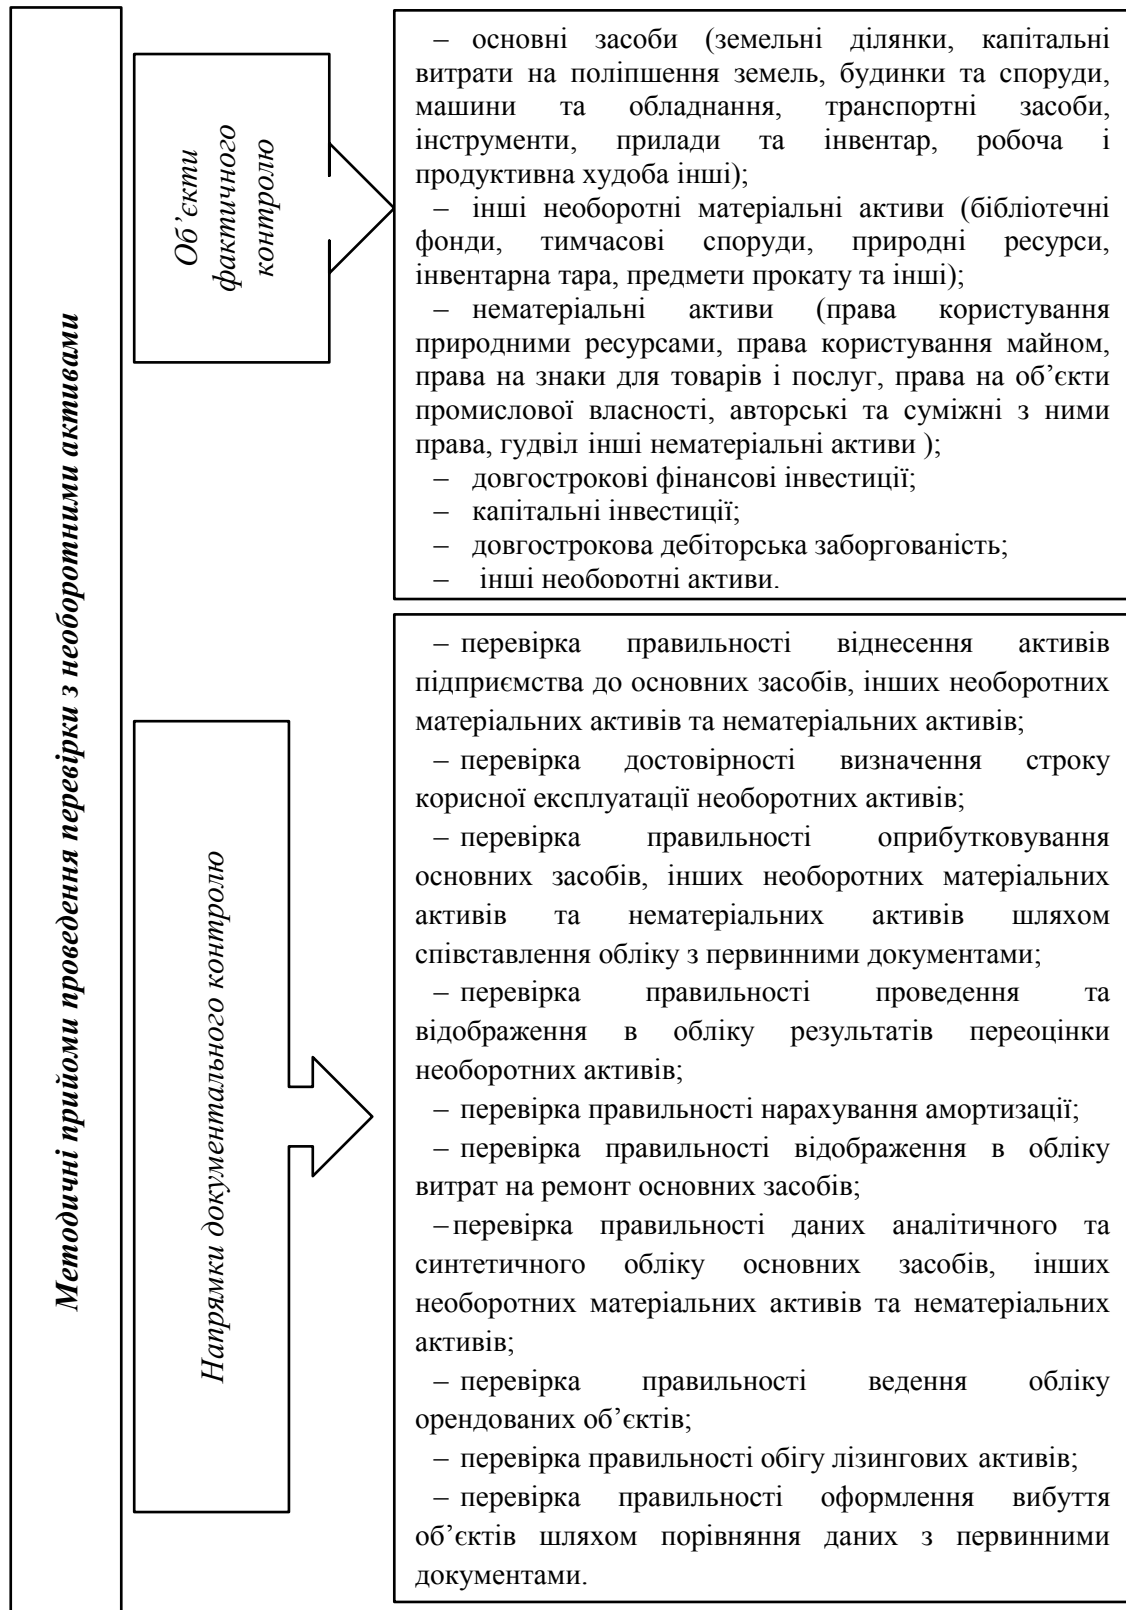 Методичні прийоми проведення перевірки з необоротними активами
Об’єкти
фактичного
контролю
– основні засоби (земельні ділянки, капітальні
витрати на поліпшення земель, будинки та споруди,
машини та обладнання, транспортні засоби,
інструменти, прилади та інвентар, робоча і
продуктивна худоба інші);
– інші необоротні матеріальні активи (бібліотечні
фонди, тимчасові споруди, природні ресурси,
інвентарна тара, предмети прокату та інші);
– нематеріальні активи (права користування
природними ресурсами, права користування майном,
права на знаки для товарів і послуг, права на об’єкти
промислової власності, авторські та суміжні з ними
права, гудвіл інші нематеріальні активи );
– довгострокові фінансові інвестиції;
– капітальні інвестиції;
– довгострокова дебіторська заборгованість;
– інші необоротні активи.
Напрямки документального контролю
– перевірка правильності віднесення активів
підприємства до основних засобів, інших необоротних
матеріальних активів та нематеріальних активів;
– перевірка достовірності визначення строку
корисної експлуатації необоротних активів;
– перевірка правильності оприбутковування
основних засобів, інших необоротних матеріальних
активів та нематеріальних активів шляхом
співставлення обліку з первинними документами;
– перевірка правильності проведення та
відображення в обліку результатів переоцінки
необоротних активів;
– перевірка правильності нарахування амортизації;
– перевірка правильності відображення в обліку
витрат на ремонт основних засобів;
– перевірка правильності даних аналітичного та
синтетичного обліку основних засобів, інших
необоротних матеріальних активів та нематеріальних
активів;
– перевірка правильності ведення обліку
орендованих об’єктів;
– перевірка правильності обігу лізингових активів;
– перевірка правильності оформлення вибуття
об’єктів шляхом порівняння даних з первинними
документами.